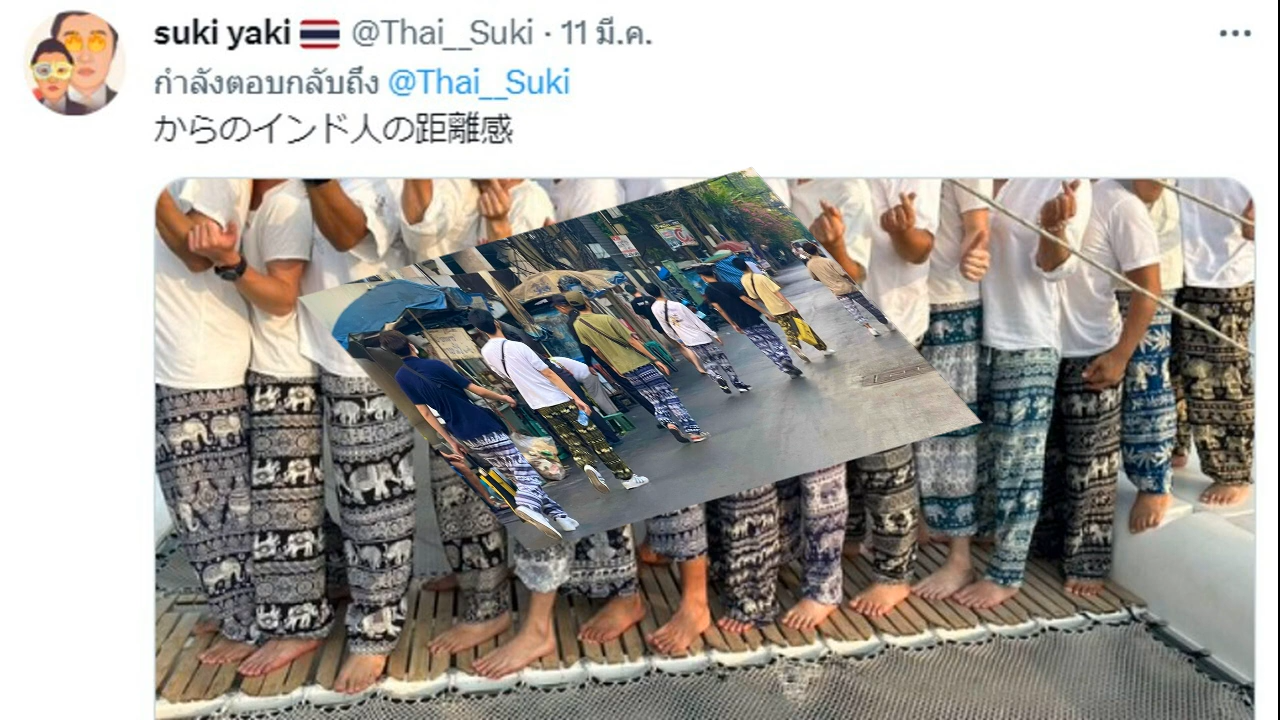 suki yaki 🇹🇭 @Thai__Suki · 11 มี.ค.
กำลังตอบกลับถึง @Thai__Suki
からのインド人の距離感